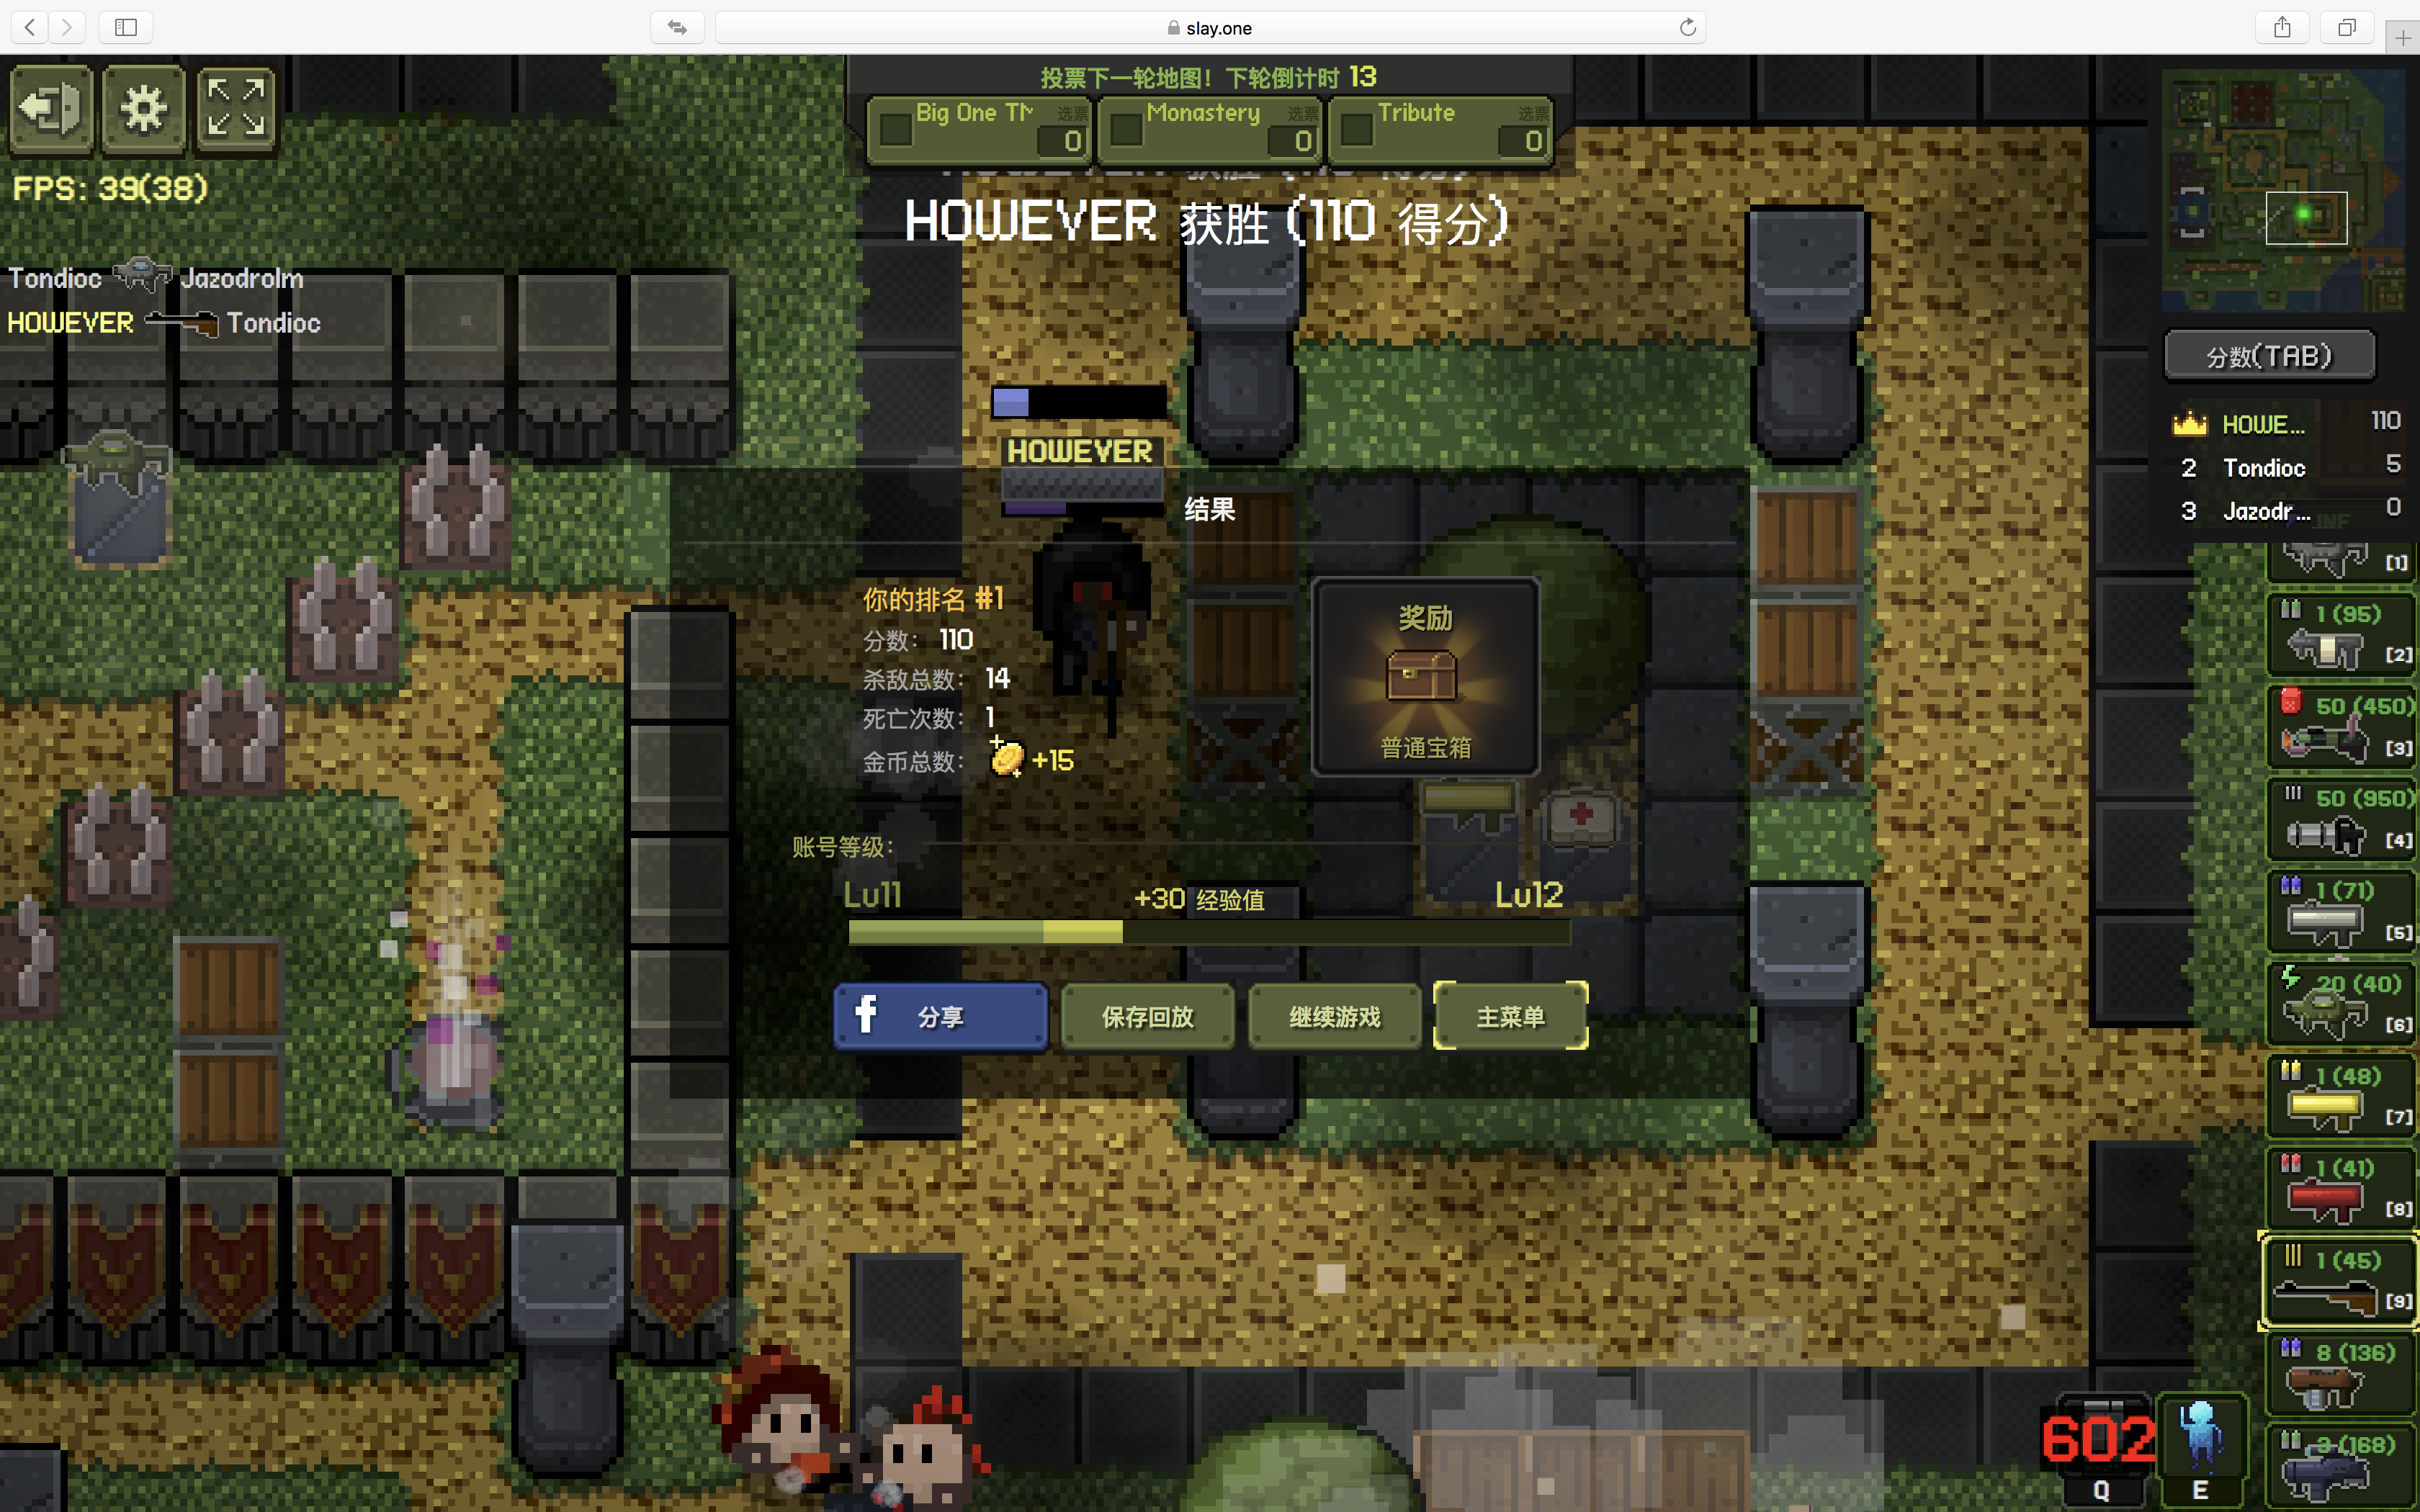 slay.one
投票下一轮地图！下轮倒计时 13
Big One Th 选票 0
Monastery 选票 0
Tribute 选票 0
FPS: 39(38)
HOWEVER 获胜 (110 得分)
Tondioc Jazodrolm
HOWEVER Tondioc
分数(TAB)
HOWE... 110
2 Tondioc 5
3 Jazodr... 0
HOWEVER
结果
你的排名 #1
分数： 110
杀敌总数： 14
死亡次数： 1
金币总数： +15
奖励
普通宝箱
账号等级：
Lvl1 +30 经验值 Lvl2
分享
保存回放
继续游戏
主菜单
INF
[1]
1 (95)
[2]
50 (450)
[3]
50 (950)
[4]
1 (71)
[5]
20 (40)
[6]
1 (48)
[7]
1 (41)
[8]
1 (45)
[9]
8 (136)
3 (168)
602
Q
E